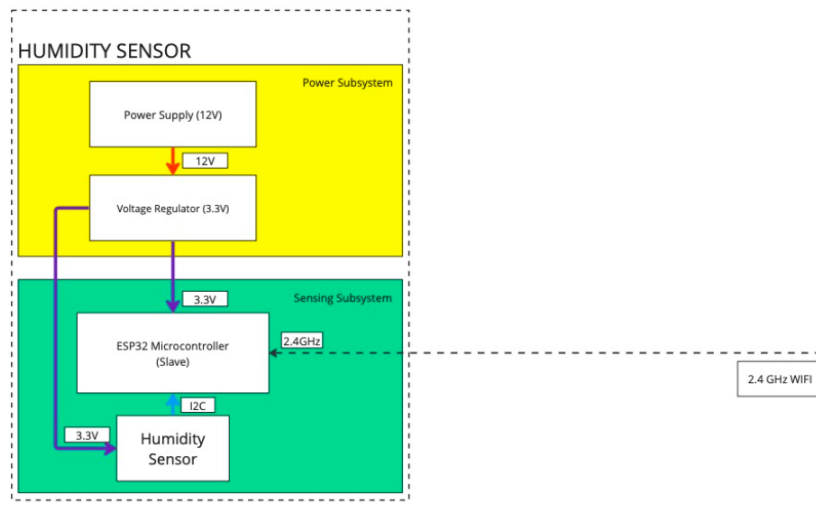 HUMIDITY SENSOR
Power Subsystem
Power Supply (12V)
12V
Voltage Regulator (3.3V)
Sensing Subsystem
3.3V
ESP32 Microcontroller
(Slave)
2.4GHz
2.4 GHz WIFI
I2C
3.3V
Humidity
Sensor